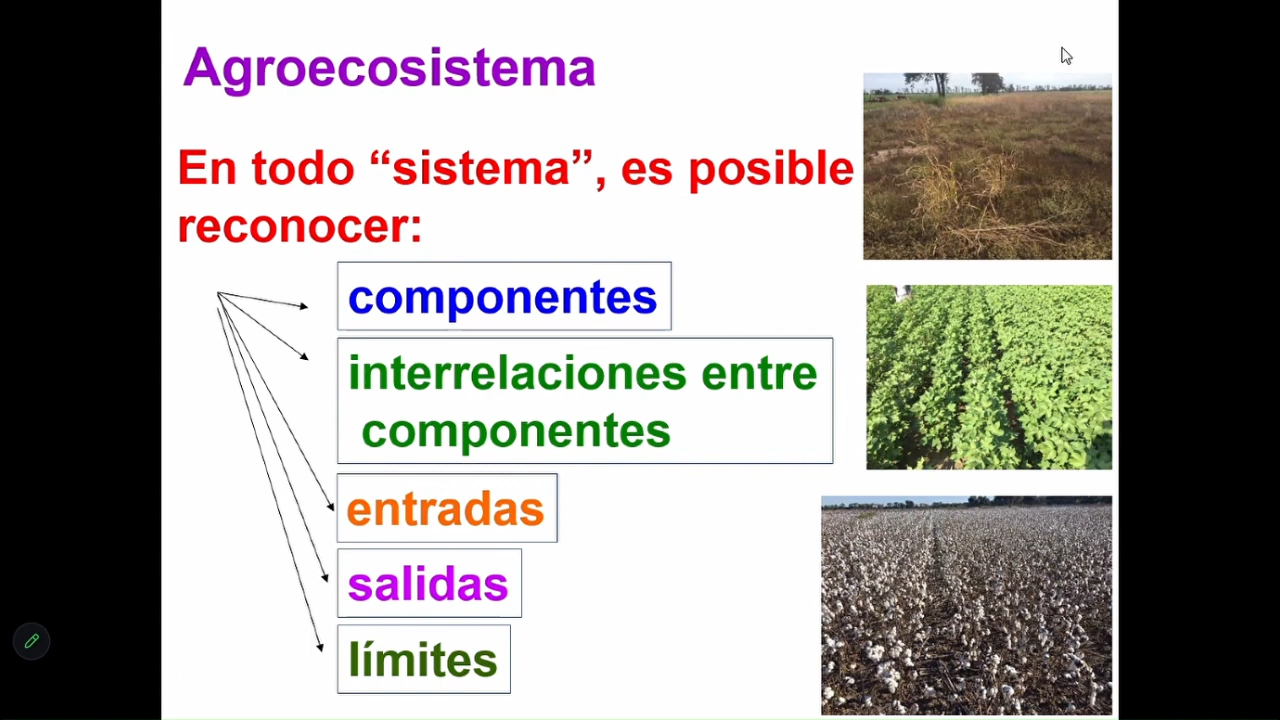 Agroecosistema
En todo “sistema”, es posible
reconocer:
componentes
interrelaciones entre
componentes
entradas
salidas
límites